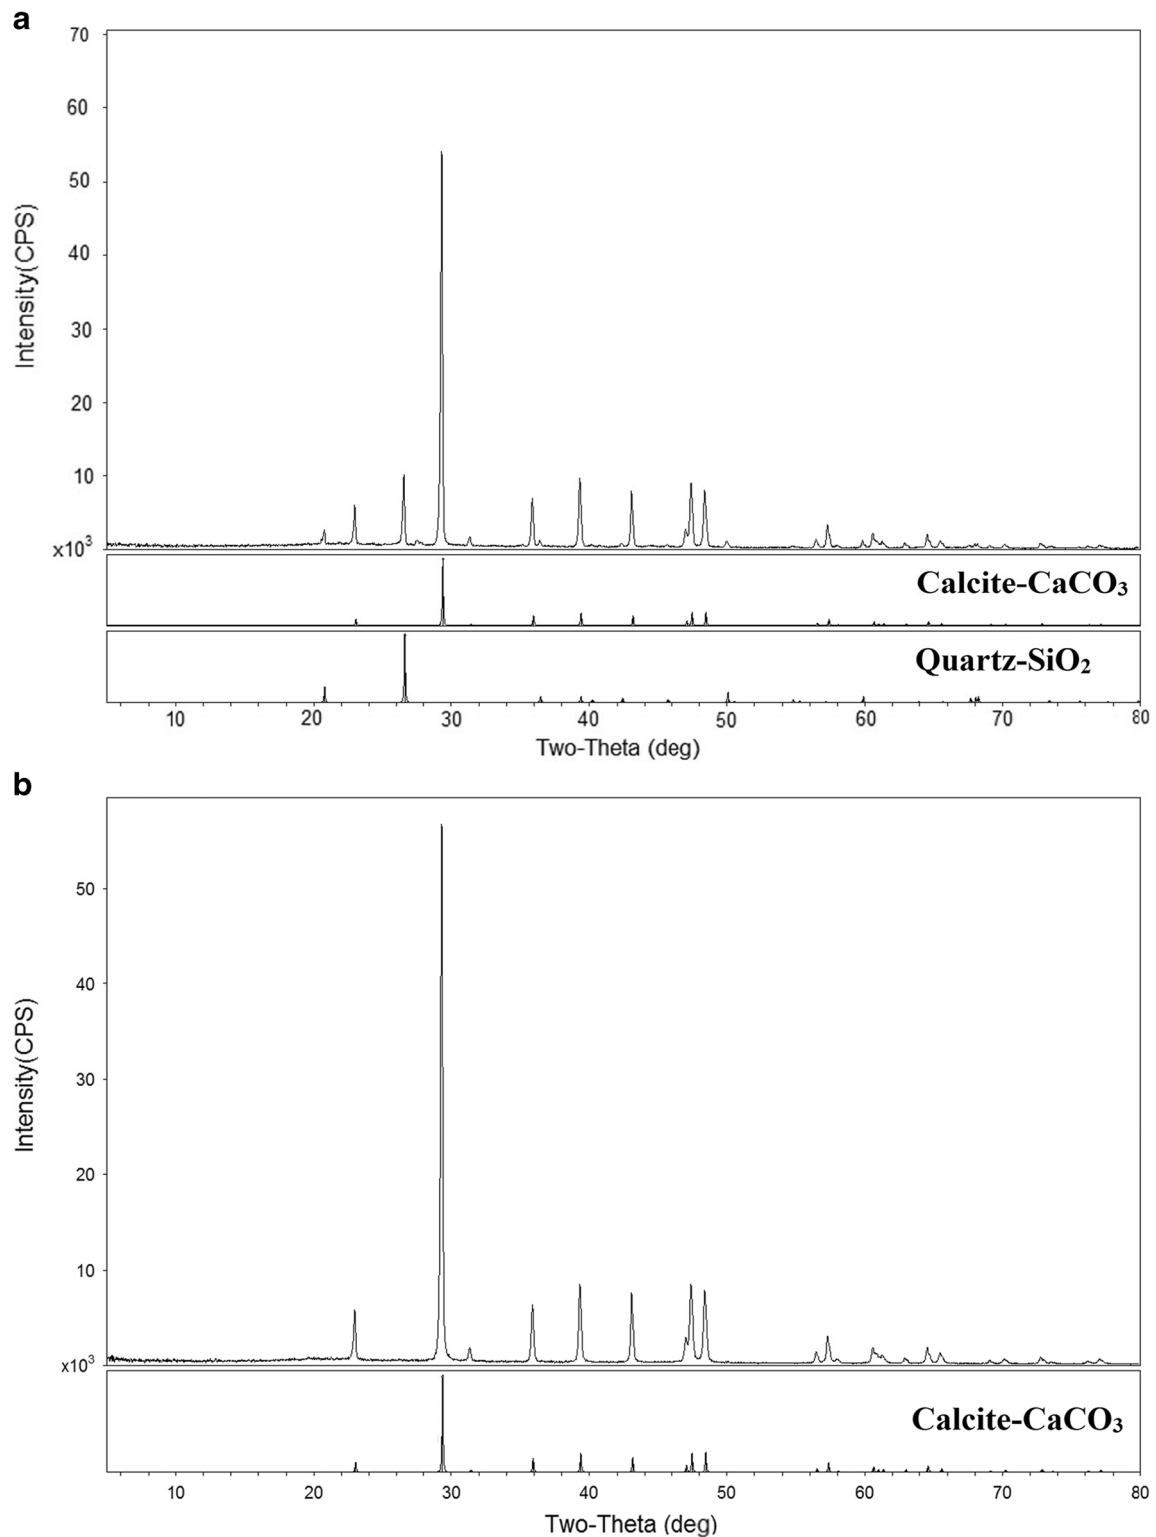 a
70
60
50
40
30
20
10
x10³
Intensity(CPS)
Calcite-CaCO₃
Quartz-SiO₂
10 20 30 40 50 60 70 80
Two-Theta (deg)
b
50
40
30
20
10
x10³
Intensity(CPS)
Calcite-CaCO₃
10 20 30 40 50 60 70 80
Two-Theta (deg)